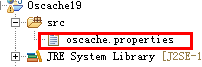 Oscache19
src
oscache.properties
JRE System Library [J2SE-1